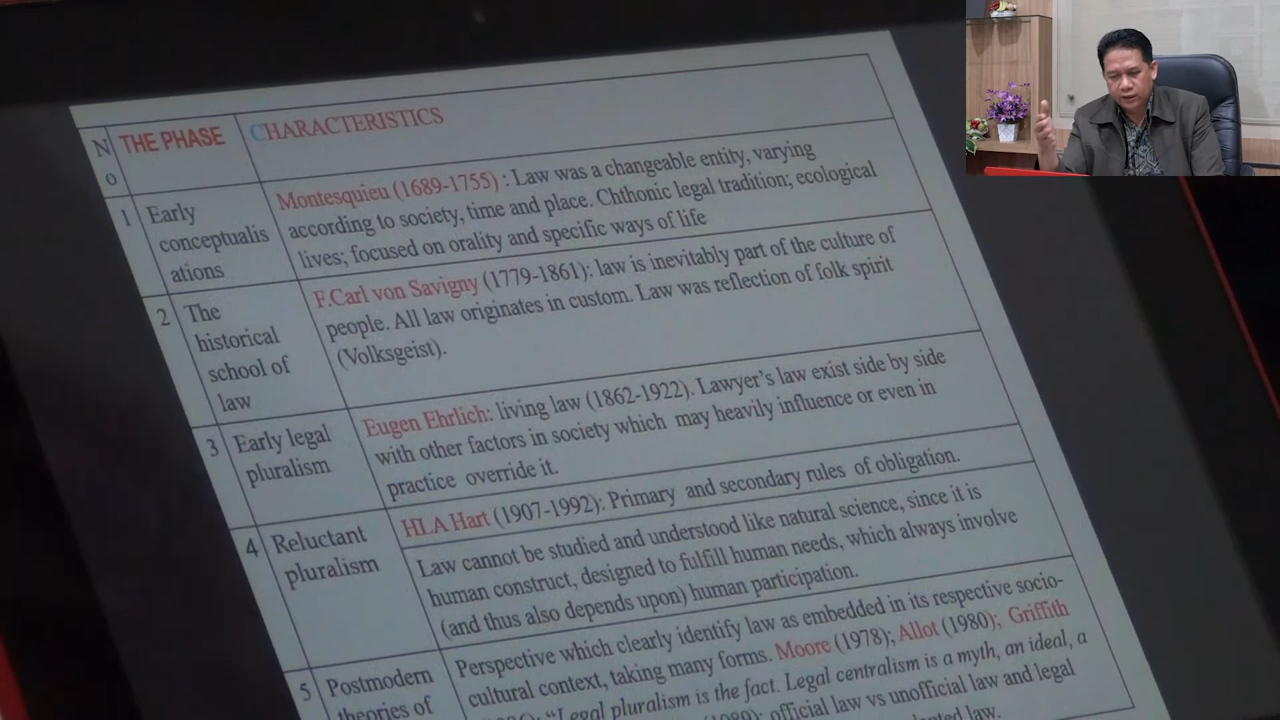 No
THE PHASE
CHARACTERISTICS
1
Early
conceptualis
ations
Montesquieu (1689-1755) : Law was a changeable entity, varying
according to society, time and place. Chthonic legal tradition; ecological
lives; focused on orality and specific ways of life
2
The
historical
school of
law
F.Carl von Savigny (1779-1861): law is inevitably part of the culture of
people. All law originates in custom. Law was reflection of folk spirit
(Volksgeist).
3
Early legal
pluralism
Eugen Ehrlich: living law (1862-1922). Lawyer's law exist side by side
with other factors in society which may heavily influence or even in
practice override it.
4
Reluctant
pluralism
HLA Hart (1907-1992): Primary and secondary rules of obligation.
Law cannot be studied and understood like natural science, since it is
human construct, designed to fulfill human needs, which always involve
(and thus also depends upon) human participation.
5
Postmodern
theories of
Perspective which clearly identify law as embedded in its respective socio-
cultural context, taking many forms. Moore (1978); Allot (1980); Griffith
"Legal pluralism is the fact. Legal centralism is a myth, an ideal, a
official law vs unofficial law and legal
law.